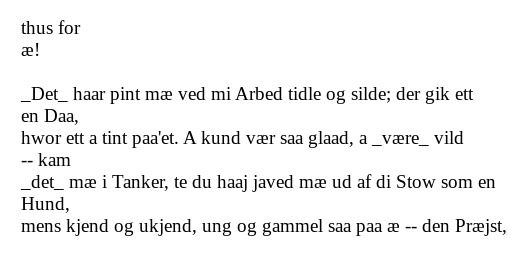 thus for
æ!
_Det_ haar pint mæ ved mi Arbed tidle og silde; der gik ett
en Daa,
hwor ett a tint paa'et. A kund vær saa glaad, a _være_ vild
-- kam
_det_ mæ i Tanker, te du haaj javed mæ ud af di Stow som en
Hund,
mens kjend og ukjend, ung og gammel saa paa æ -- den Præjst,